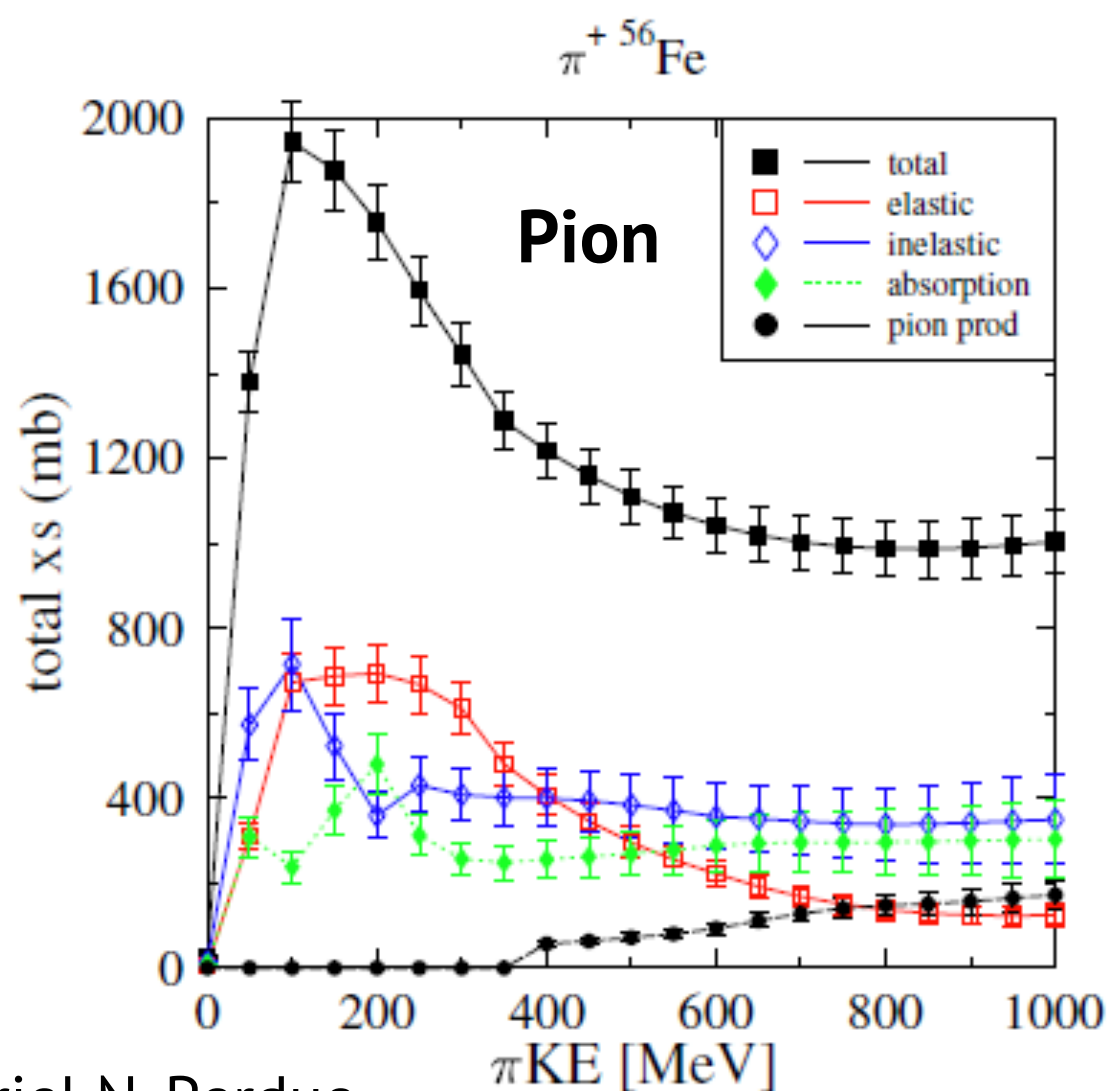 π⁺ ⁵⁶Fe
2000
1600
1200
800
400
0
total xs (mb)
Pion
total
elastic
inelastic
absorption
pion prod
0 200 400 600 800 1000
πKE [MeV]
N. Perdue